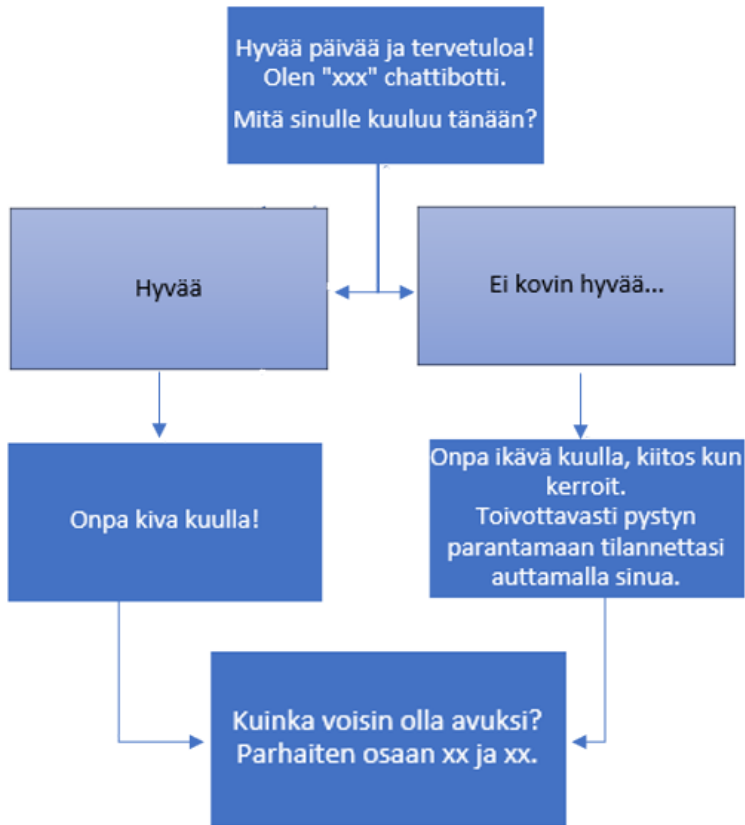 Hyvää päivää ja tervetuloa!
Olen "xxx" chattibotti.
Mitä sinulle kuuluu tänään?
Hyvää
Ei kovin hyvää...
Onpa kiva kuulla!
Onpa ikävä kuulla, kiitos kun
kerroit.
Toivottavasti pystyn
parantamaan tilannettasi
auttamalla sinua.
Kuinka voisin olla avuksi?
Parhaiten osaan xx ja xx.